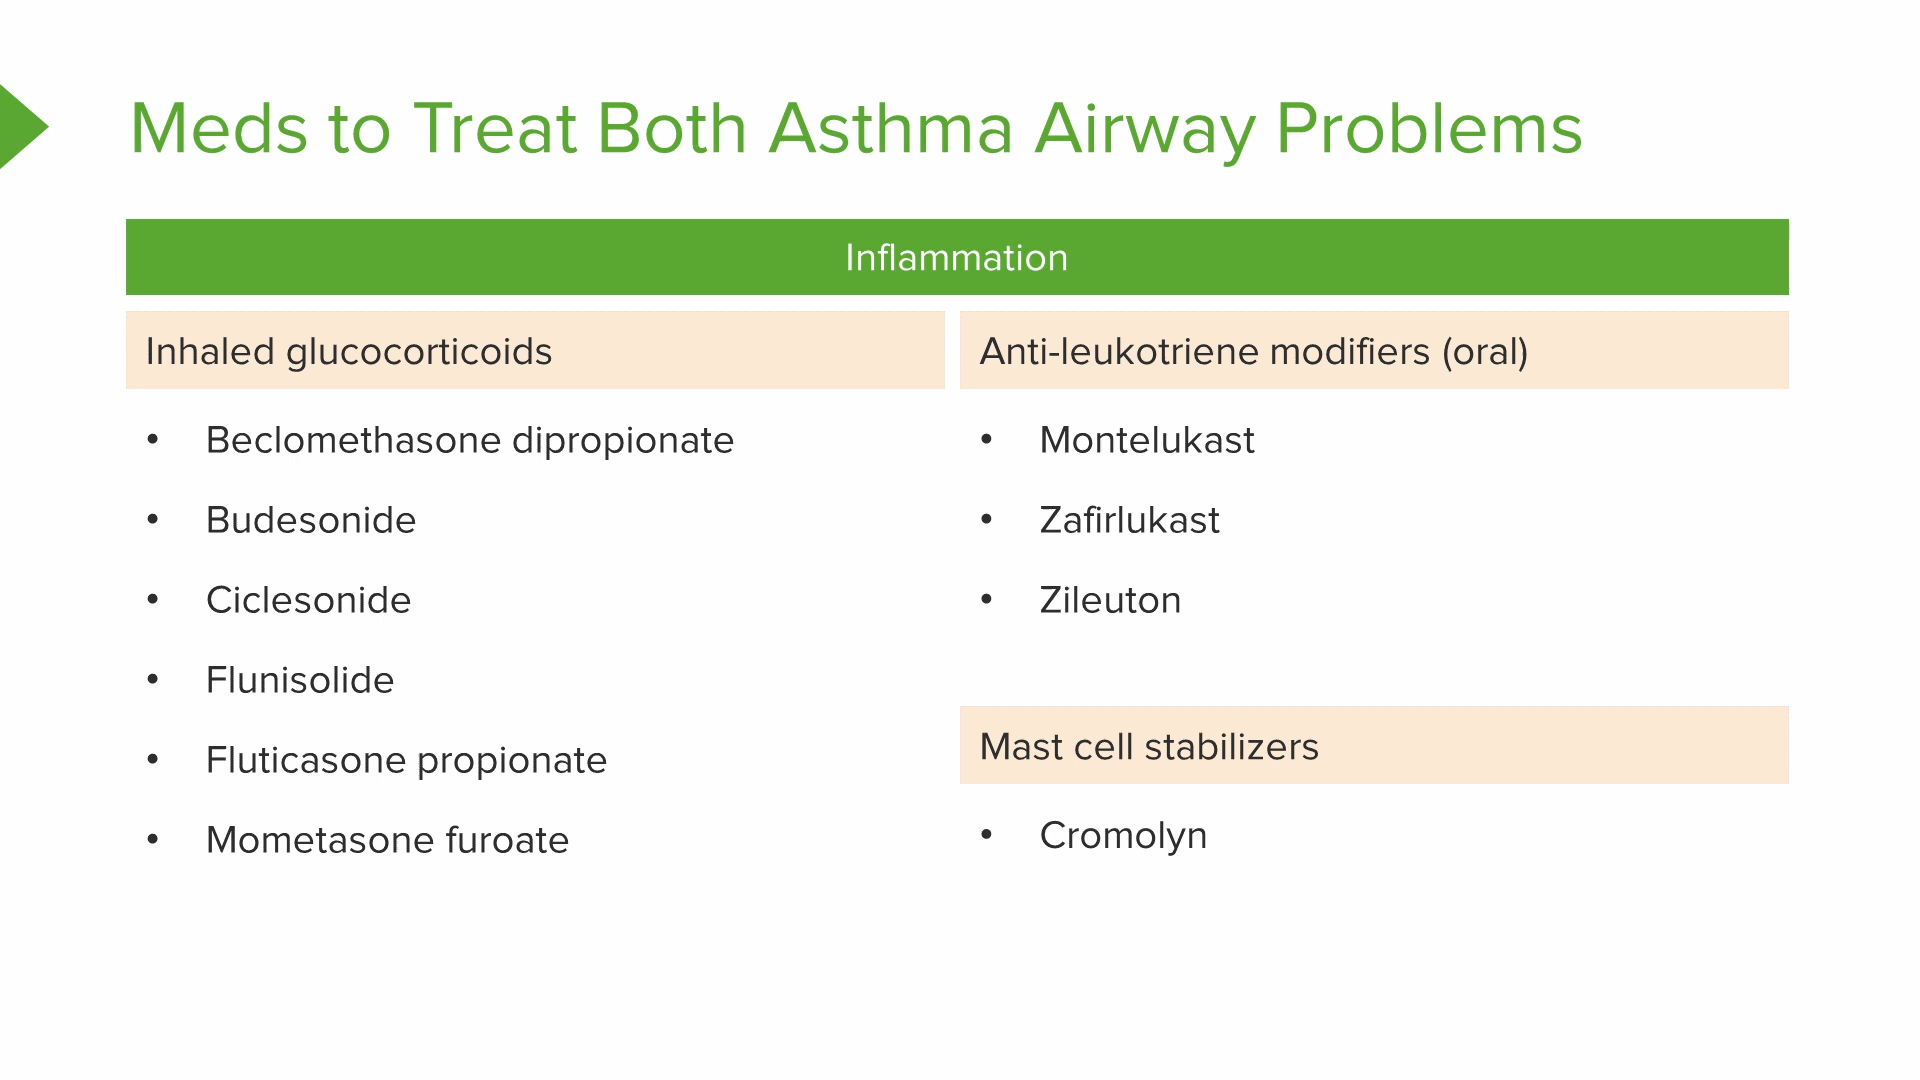 Meds to Treat Both Asthma Airway Problems
Inflammation
Inhaled glucocorticoids
• Beclomethasone dipropionate
• Budesonide
• Ciclesonide
• Flunisolide
• Fluticasone propionate
• Mometasone furoate
Anti-leukotriene modifiers (oral)
• Montelukast
• Zafirlukast
• Zileuton
Mast cell stabilizers
• Cromolyn